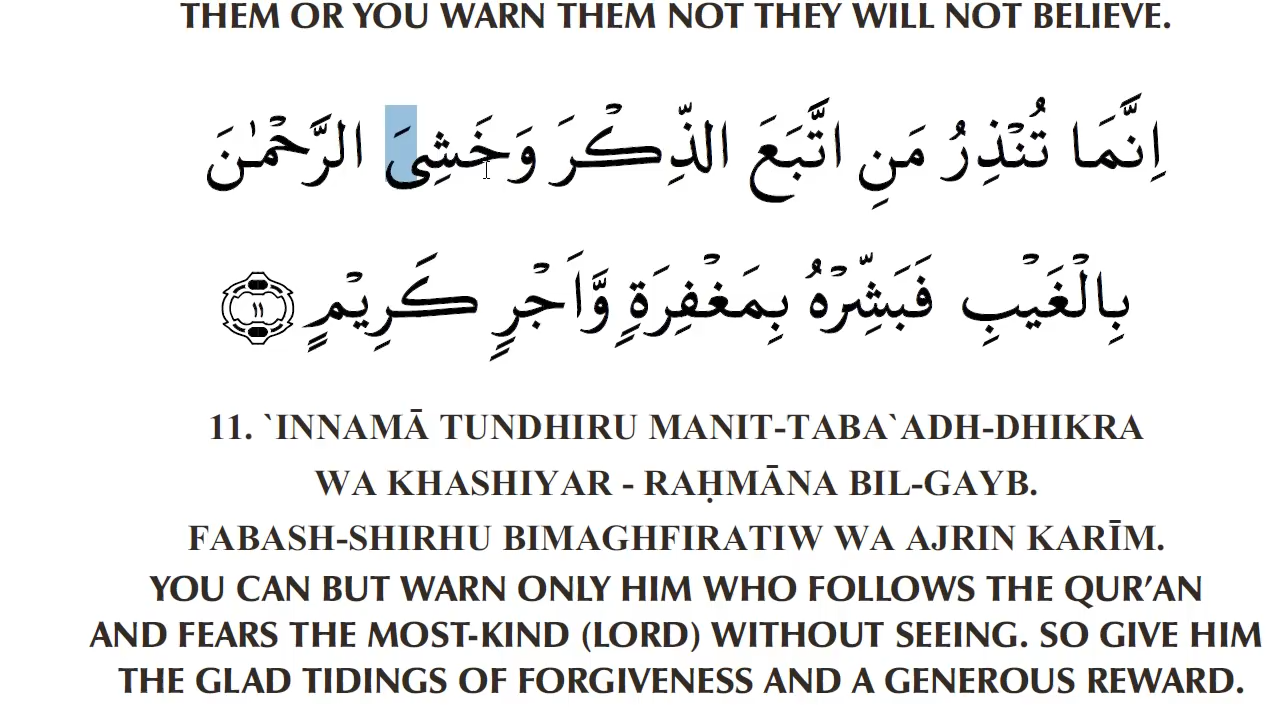 THEM OR YOU WARN THEM NOT THEY WILL NOT BELIEVE.
اِنَّمَا تُنْذِرُ مَنِ اتَّبَعَ الذِّكْرَ وَخَشِیَ الرَّحْمٰنَ
بِالْغَيْبِ فَبَشِّرْهُ بِمَغْفِرَةٍ وَّاَجْرٍ كَرِيْمٍ ١١
11. `INNAMĀ TUNDHIRU MANIT-TABA`ADH-DHIKRA
WA KHASHIYAR - RAḤMĀNA BIL-GAYB.
FABASH-SHIRHU BIMAGHFIRATIW WA AJRIN KARĪM.
YOU CAN BUT WARN ONLY HIM WHO FOLLOWS THE QUR’AN
AND FEARS THE MOST-KIND (LORD) WITHOUT SEEING. SO GIVE HIM
THE GLAD TIDINGS OF FORGIVENESS AND A GENEROUS REWARD.